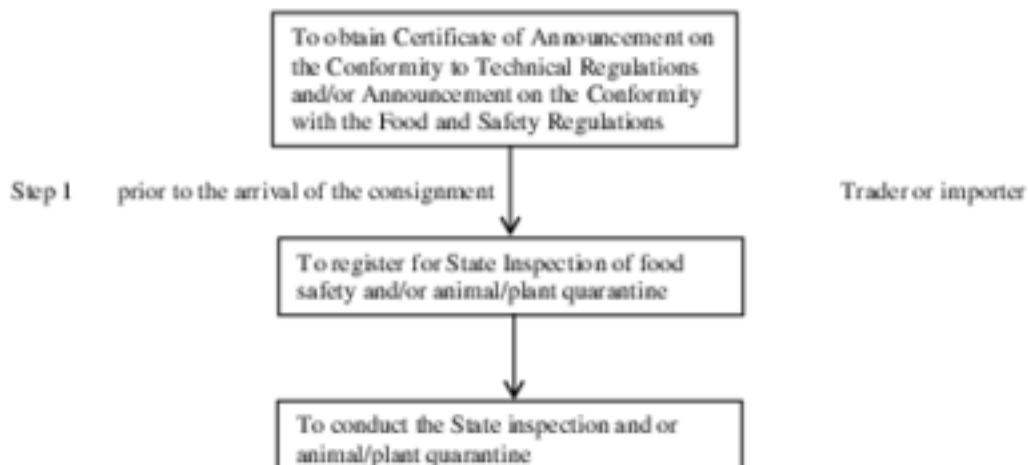 To obtain Certificate of Announcement on
the Conformity to Technical Regulations
and/or Announcement on the Conformity
with the Food and Safety Regulations
Step 1 prior to the arrival of the consignment Trader or importer
To register for State Inspection of food
safety and/or animal/plant quarantine
To conduct the State inspection and or
animal/plant quarantine